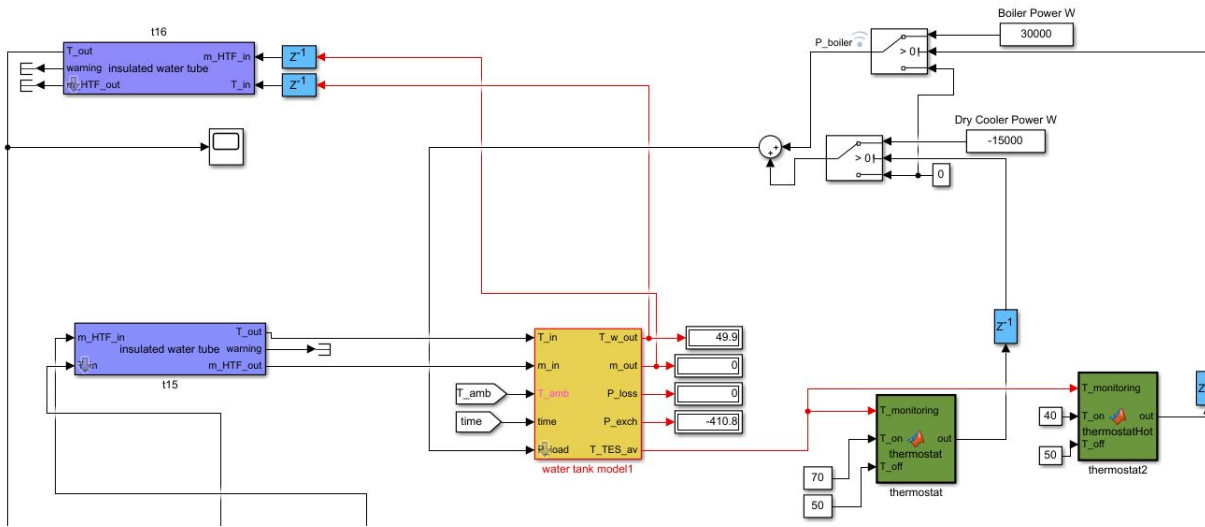 t16
T_out
warning
insulated water tube
m_HTF_in
T_in
z-1
z-1
Boiler Power W
30000
P_boiler
> 0
Dry Cooler Power W
-15000
> 0
0
+
+
m_HTF_in
insulated water tube
T_out
warning
m_HTF_out
t15
T_in
m_in
T_amb
time
T_amb
time
T_w_out
m_out
P_loss
P_exch
T_TES_av
49.9
0
0
-410.8
water tank model1
z-1
T_monitoring
T_on
T_off
thermostat
out
thermostat
70
50
T_monitoring
T_on
T_off
thermostatHot
out
thermostat2
40
50